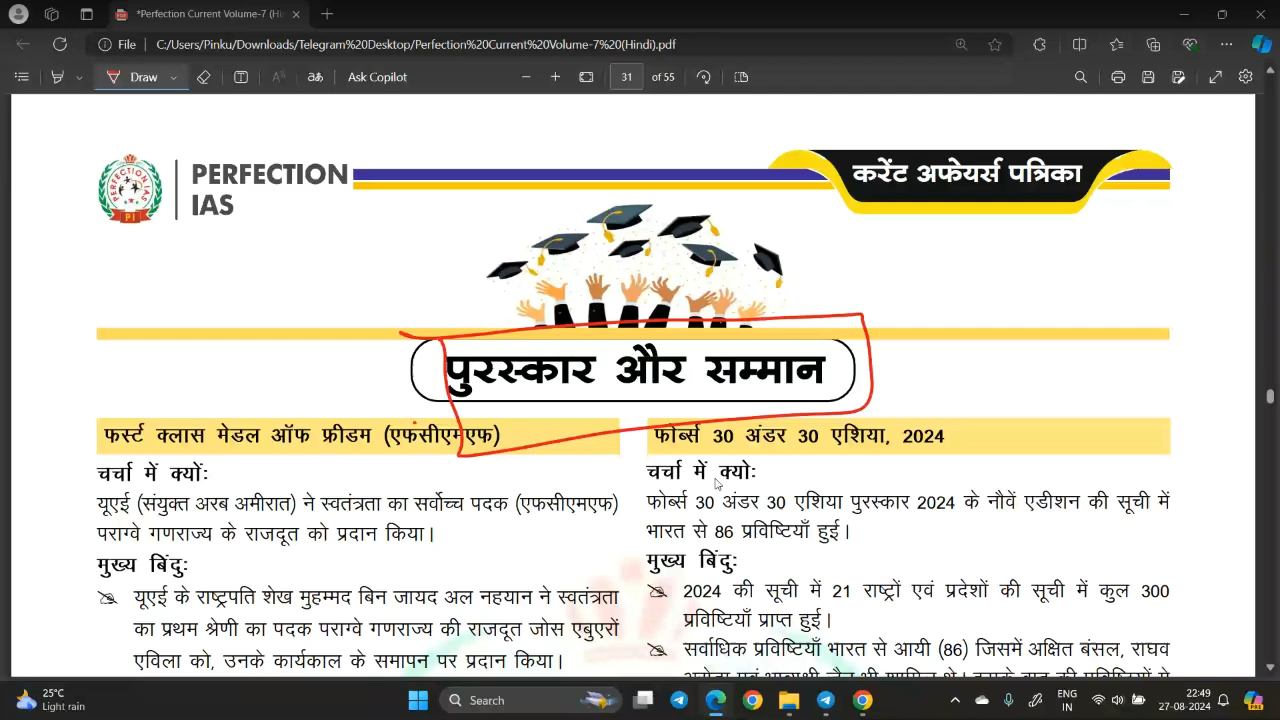 *Perfection Current Volume-7 (Hi
File
C:/Users/Pinku/Downloads/Telegram%20Desktop/Perfection%20Current%20Volume-7%20(Hindi).pdf
Draw
Ask Copilot
31
of 55
PERFECTION
IAS
PERFECTION IAS
PI
करेंट अफेयर्स पत्रिका
पुरस्कार और सम्मान
फर्स्ट क्लास मेडल ऑफ फ्रीडम (एफसीएमएफ)
चर्चा में क्यों:
यूएई (संयुक्त अरब अमीरात) ने स्वतंत्रता का सर्वोच्च पदक (एफसीएमएफ)
पराग्वे गणराज्य के राजदूत को प्रदान किया।
मुख्य बिंदु:
यूएई के राष्ट्रपति शेख मुहम्मद बिन जायद अल नहयान ने स्वतंत्रता
का प्रथम श्रेणी का पदक पराग्वे गणराज्य की राजदूत जोस एबुएरों
एविला को, उनके कार्यकाल के समापन पर प्रदान किया।
फोर्ब्स 30 अंडर 30 एशिया, 2024
चर्चा में क्यो:
फोर्ब्स 30 अंडर 30 एशिया पुरस्कार 2024 के नौवें एडीशन की सूची में
भारत से 86 प्रविष्टियाँ हुई।
मुख्य बिंदु:
2024 की सूची में 21 राष्ट्रों एवं प्रदेशों की सूची में कुल 300
प्रविष्टियाँ प्राप्त हुई।
सर्वाधिक प्रविष्टियाँ भारत से आयी (86) जिसमें अक्षित बंसल, राघव
25°C
Light rain
Search
ENG
IN
22:49
27-08-2024